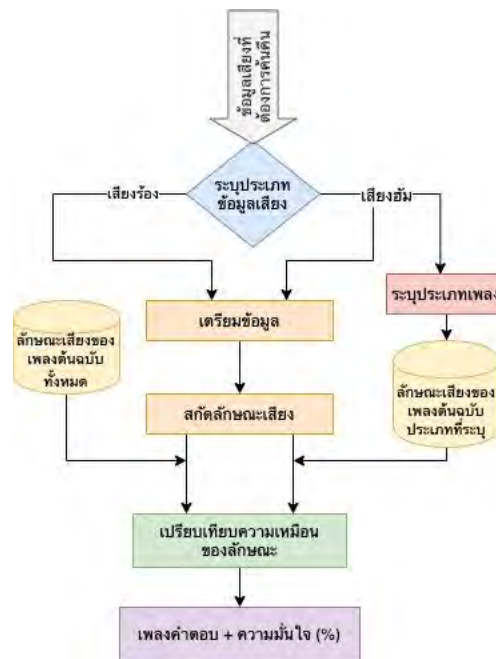 ข้อมูลเสียงที่
ต้องการค้นคืน
ระบุประเภท
ข้อมูลเสียง
เสียงร้อง
เสียงฮัม
ระบุประเภทเพลง
เตรียมข้อมูล
ลักษณะเสียงของ
เพลงต้นฉบับ
ทั้งหมด
ลักษณะเสียงของ
เพลงต้นฉบับ
ประเภทที่ระบุ
สกัดลักษณะเสียง
เปรียบเทียบความเหมือน
ของลักษณะ
เพลงคำตอบ + ความมั่นใจ (%)